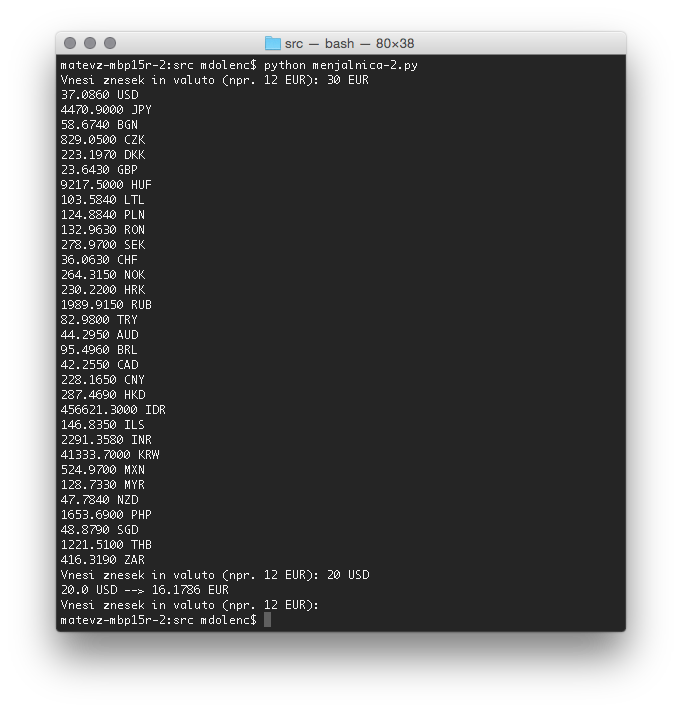 src — bash — 80×38
matevz-mbp15r-2:src mdolenc$ python menjalnica-2.py
Vnesi znesek in valuto (npr. 12 EUR): 30 EUR
37.0860 USD
4470.9000 JPY
58.6740 BGN
829.0500 CZK
223.1970 DKK
23.6430 GBP
9217.5000 HUF
103.5840 LTL
124.8840 PLN
132.9630 RON
278.9700 SEK
36.0630 CHF
264.3150 NOK
230.2200 HRK
1989.9150 RUB
82.9800 TRY
44.2950 AUD
95.4960 BRL
42.2550 CAD
228.1650 CNY
287.4690 HKD
456621.3000 IDR
146.8350 ILS
2291.3580 INR
41333.7000 KRW
524.9700 MXN
128.7330 MYR
47.7840 NZD
1653.6900 PHP
48.8790 SGD
1221.5100 THB
416.3190 ZAR
Vnesi znesek in valuto (npr. 12 EUR): 20 USD
20.0 USD --> 16.1786 EUR
Vnesi znesek in valuto (npr. 12 EUR):
matevz-mbp15r-2:src mdolenc$